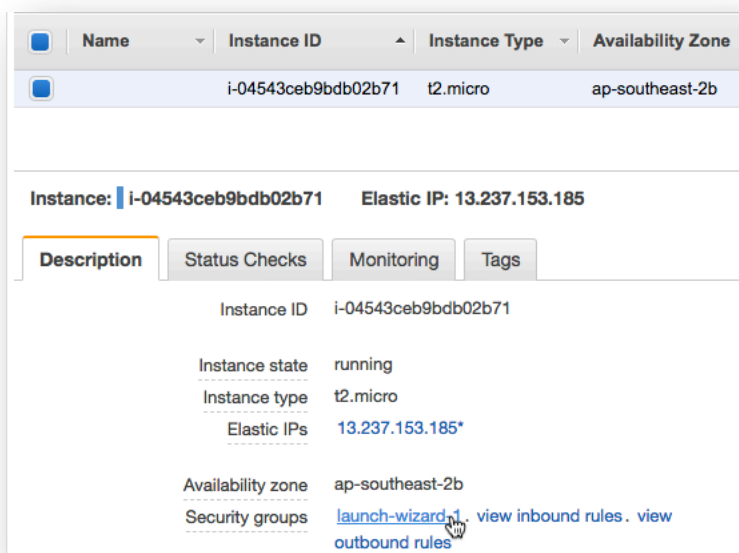 Name Instance ID Instance Type Availability Zone
i-04543ceb9bdb02b71 t2.micro ap-southeast-2b
Instance: i-04543ceb9bdb02b71 Elastic IP: 13.237.153.185
Description Status Checks Monitoring Tags
Instance ID i-04543ceb9bdb02b71
Instance state running
Instance type t2.micro
Elastic IPs 13.237.153.185*
Availability zone ap-southeast-2b
Security groups launch-wizard-1. view inbound rules. view
outbound rules